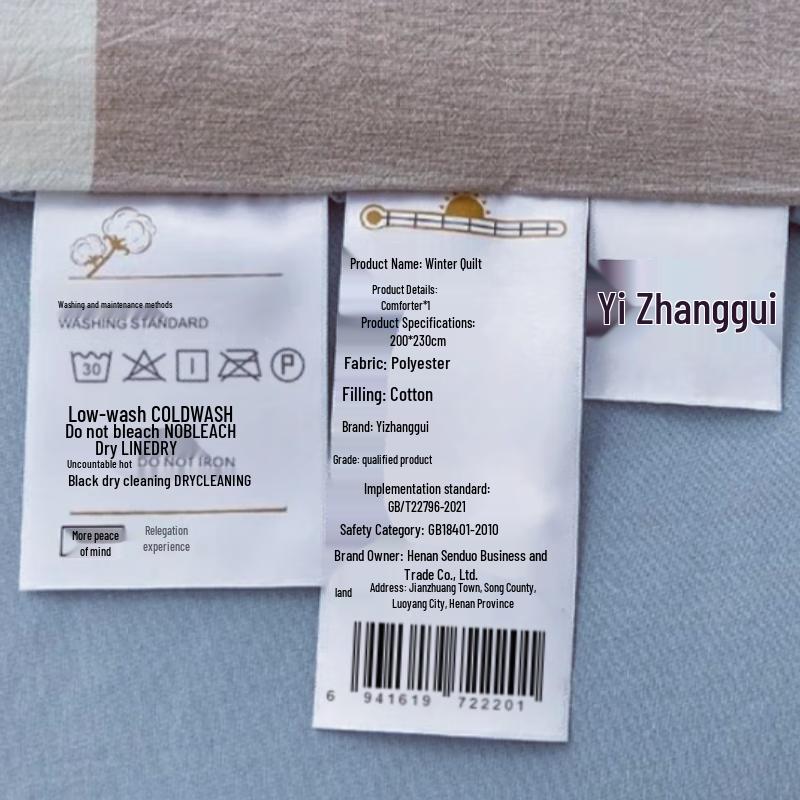 Washing and maintenance methods
WASHING STANDARD
30
P
Low-wash COLDWASH
Do not bleach NOBLEACH
Dry LINEDRY
Uncountable hot DO NOT IRON
Black dry cleaning DRYCLEANING
More peace
of mind
Relegation
experience
Product Name: Winter Quilt
Product Details:
Comforter*1
Product Specifications:
200*230cm
Fabric: Polyester
Filling: Cotton
Brand: Yizhanggui
Grade: qualified product
Implementation standard:
GB/T22796-2021
Safety Category: GB18401-2010
Brand Owner: Henan Senduo Business and
Trade Co., Ltd.
land
Address: Jianzhuang Town, Song County,
Luoyang City, Henan Province
6 941619 722201
Yi Zhanggui